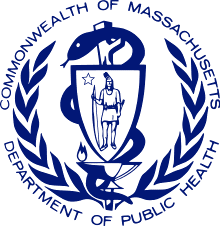 COMMONWEALTH OF MASSACHUSETTS
DEPARTMENT OF PUBLIC HEALTH